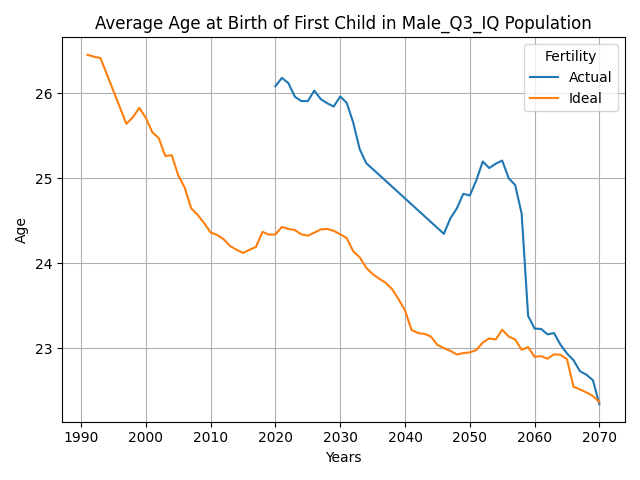 Average Age at Birth of First Child in Male_Q3_IQ Population
Fertility
Actual
Ideal
Age
26
25
24
23
1990 2000 2010 2020 2030 2040 2050 2060 2070
Years